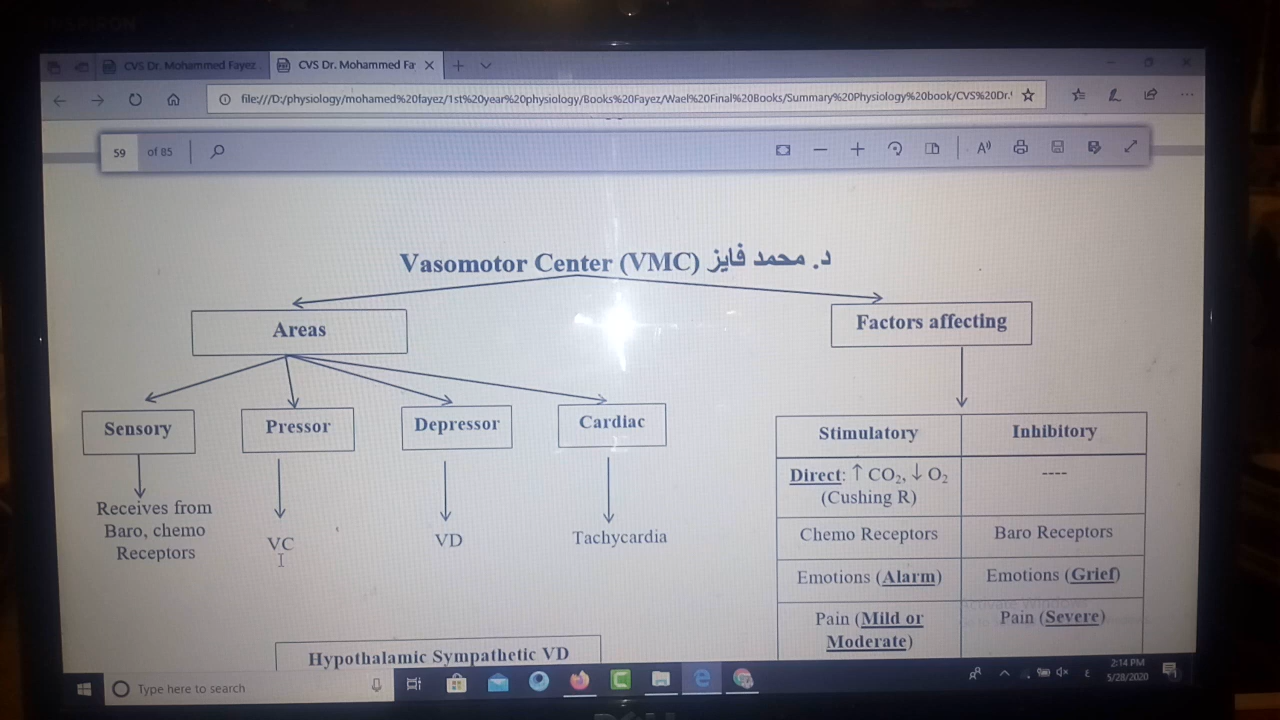 CVS Dr. Mohammed Fayez
CVS Dr. Mohammed Fa
file:///D:/physiology/mohamed%20fayez/1st%20year%20physiology/Books%20Fayez/Wael%20Final%20Books/Summary%20Physiology%20book/CVS%20Dr.
59 of 85
Vasomotor Center (VMC) د. محمد فايز
Areas
Factors affecting
Sensory
Pressor
Depressor
Cardiac
Receives from
Baro, chemo
Receptors
VC
VD
Tachycardia
Stimulatory
Inhibitory
Direct: ↑ CO₂, ↓ O₂
(Cushing R)
----
Chemo Receptors
Baro Receptors
Emotions (Alarm)
Emotions (Grief)
Pain (Mild or
Moderate)
Pain (Severe)
Activate Windows
Hypothalamic Sympathetic VD
Type here to search
2:14 PM
5/28/2020